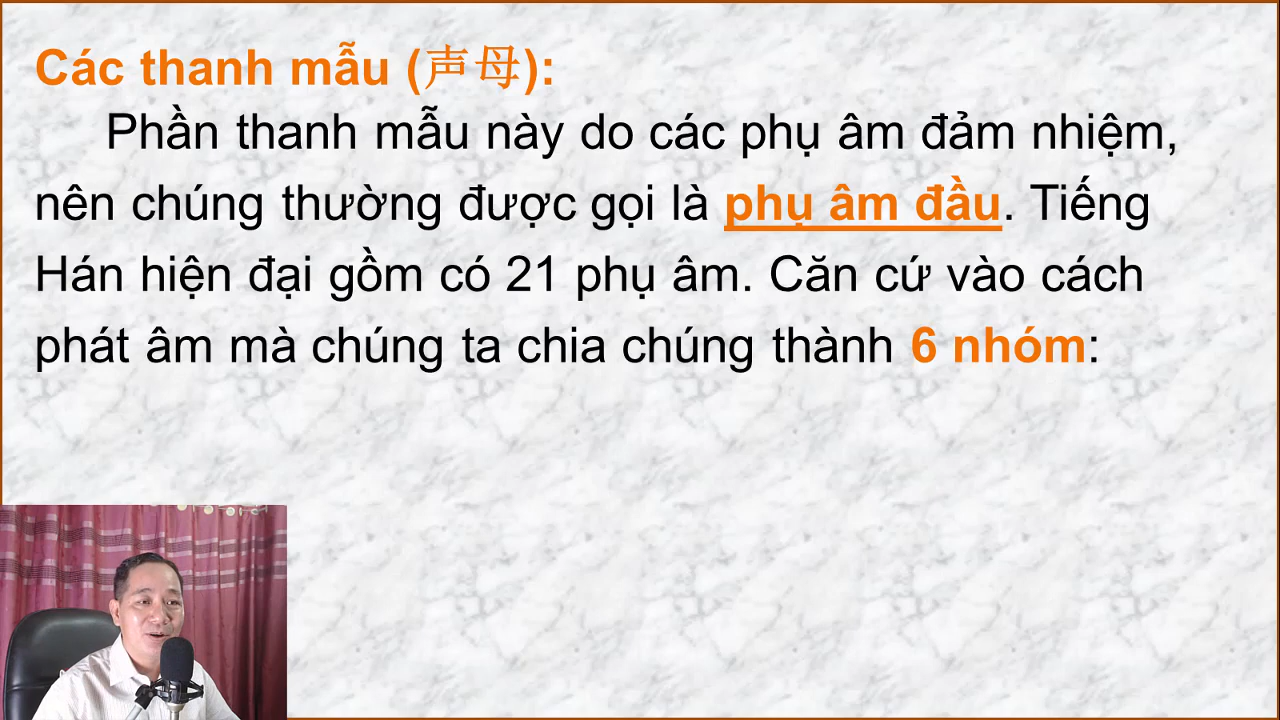 Các thanh mẫu (声母):
Phần thanh mẫu này do các phụ âm đảm nhiệm,
nên chúng thường được gọi là phụ âm đầu. Tiếng
Hán hiện đại gồm có 21 phụ âm. Căn cứ vào cách
phát âm mà chúng ta chia chúng thành 6 nhóm: